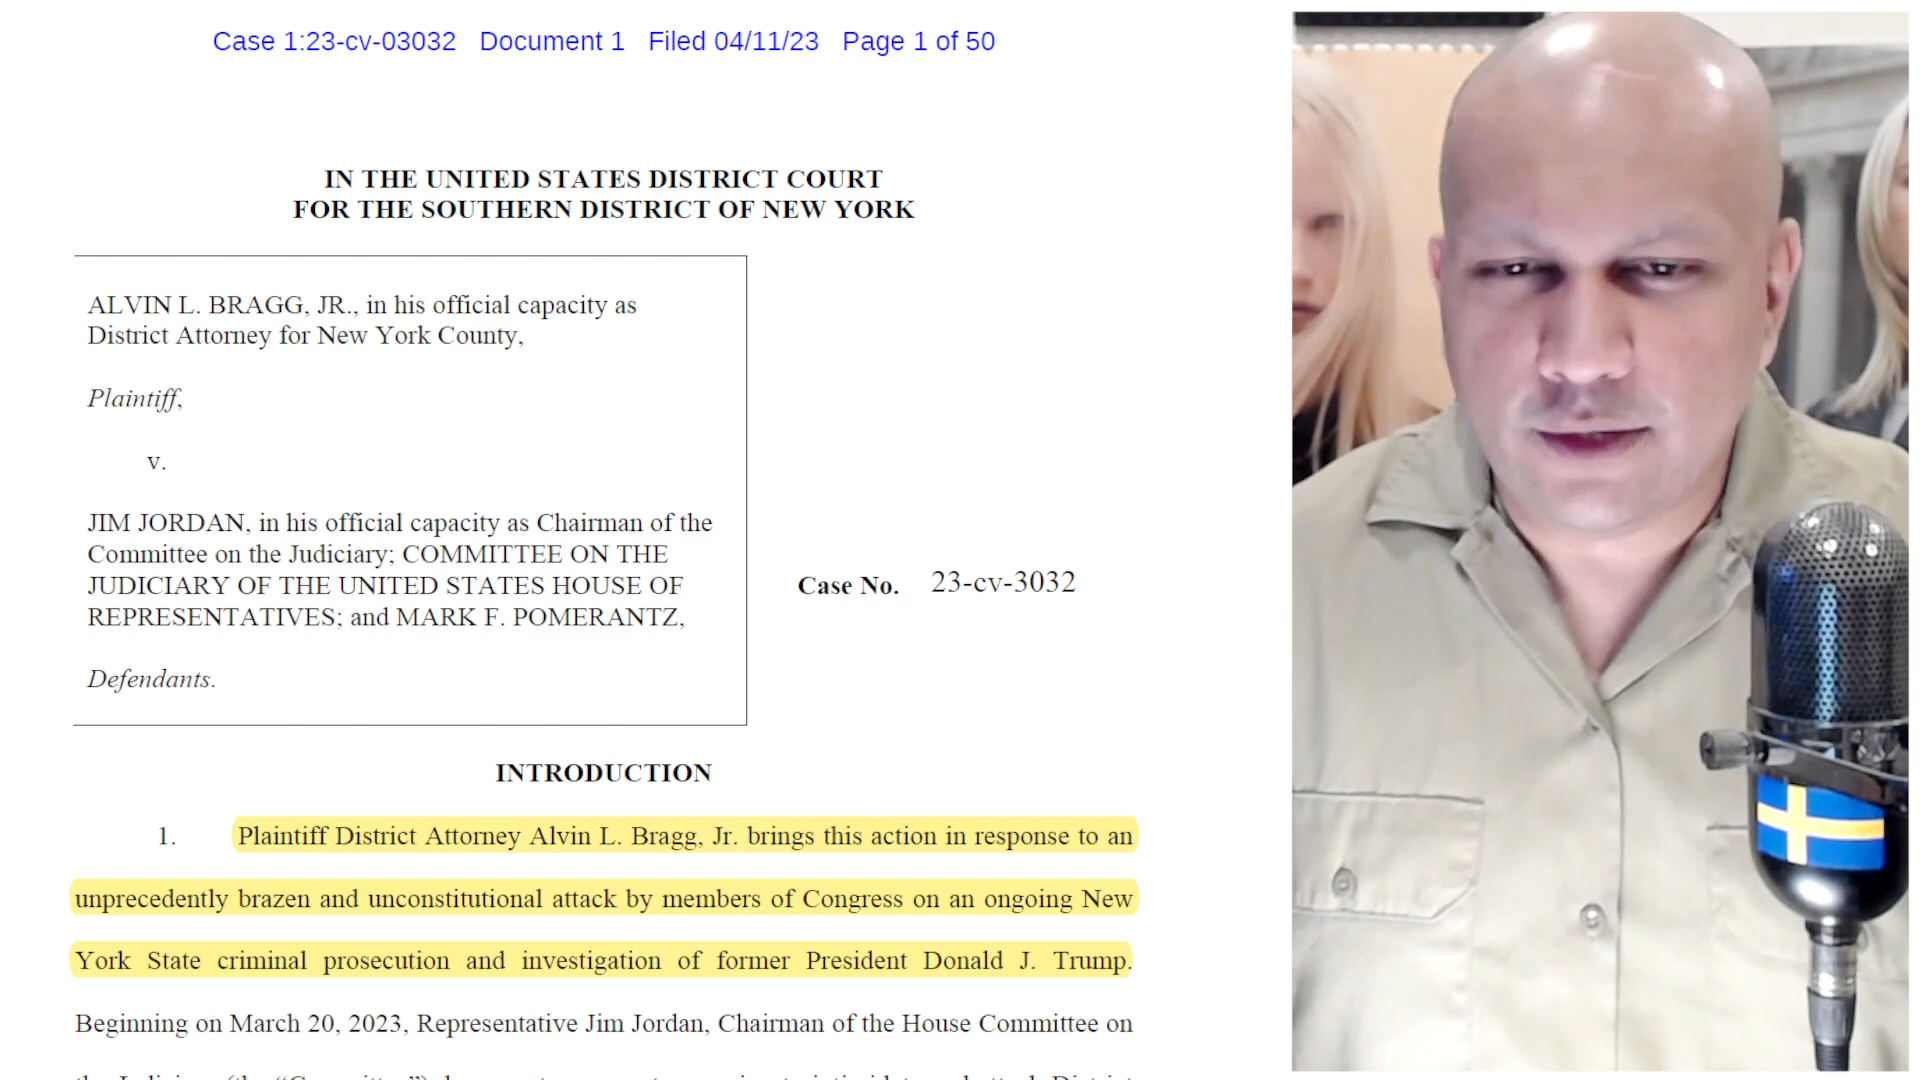 Case 1:23-cv-03032 Document 1 Filed 04/11/23 Page 1 of 50
IN THE UNITED STATES DISTRICT COURT
FOR THE SOUTHERN DISTRICT OF NEW YORK
ALVIN L. BRAGG, JR., in his official capacity as
District Attorney for New York County,
Plaintiff,
v.
JIM JORDAN, in his official capacity as Chairman of the
Committee on the Judiciary; COMMITTEE ON THE
JUDICIARY OF THE UNITED STATES HOUSE OF
REPRESENTATIVES; and MARK F. POMERANTZ,
Defendants.
Case No. 23-cv-3032
INTRODUCTION
1. Plaintiff District Attorney Alvin L. Bragg, Jr. brings this action in response to an
unprecedently brazen and unconstitutional attack by members of Congress on an ongoing New
York State criminal prosecution and investigation of former President Donald J. Trump.
Beginning on March 20, 2023, Representative Jim Jordan, Chairman of the House Committee on